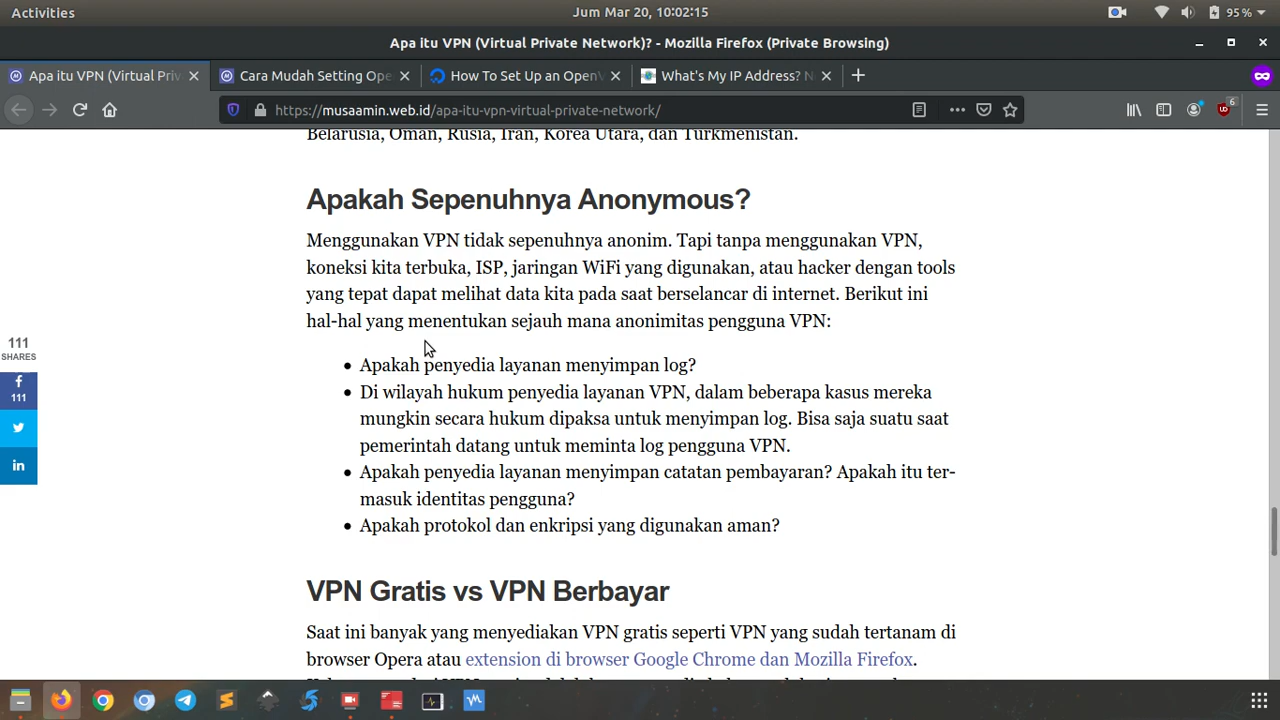 Activities
Jum Mar 20, 10:02:15
95 %
Apa itu VPN (Virtual Private Network)? - Mozilla Firefox (Private Browsing)
Apa itu VPN (Virtual Priv
Cara Mudah Setting Ope
How To Set Up an OpenV
What's My IP Address? N
https://musaamin.web.id/apa-itu-vpn-virtual-private-network/
6
Belarusia, Oman, Rusia, Iran, Korea Utara, dan Turkmenistan.
Apakah Sepenuhnya Anonymous?
Menggunakan VPN tidak sepenuhnya anonim. Tapi tanpa menggunakan VPN,
koneksi kita terbuka, ISP, jaringan WiFi yang digunakan, atau hacker dengan tools
yang tepat dapat melihat data kita pada saat berselancar di internet. Berikut ini
hal-hal yang menentukan sejauh mana anonimitas pengguna VPN:
111
SHARES
111
• Apakah penyedia layanan menyimpan log?
• Di wilayah hukum penyedia layanan VPN, dalam beberapa kasus mereka
mungkin secara hukum dipaksa untuk menyimpan log. Bisa saja suatu saat
pemerintah datang untuk meminta log pengguna VPN.
• Apakah penyedia layanan menyimpan catatan pembayaran? Apakah itu ter-
masuk identitas pengguna?
• Apakah protokol dan enkripsi yang digunakan aman?
VPN Gratis vs VPN Berbayar
Saat ini banyak yang menyediakan VPN gratis seperti VPN yang sudah tertanam di
browser Opera atau extension di browser Google Chrome dan Mozilla Firefox.